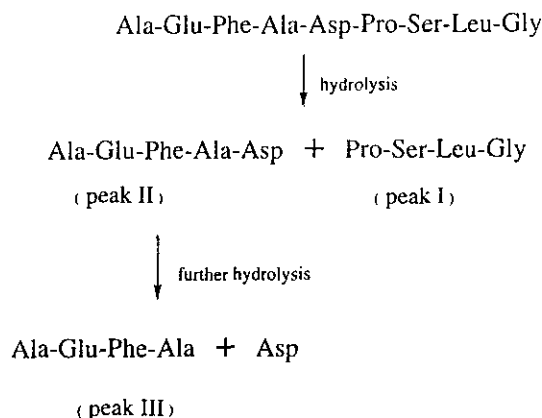 Ala-Glu-Phe-Ala-Asp-Pro-Ser-Leu-Gly
hydrolysis
Ala-Glu-Phe-Ala-Asp + Pro-Ser-Leu-Gly
(peak II) (peak I)
further hydrolysis
Ala-Glu-Phe-Ala + Asp
(peak III)